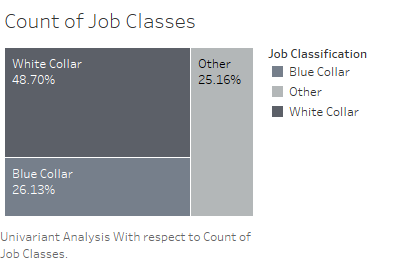 Count of Job Classes
White Collar
48.70%
Other
25.16%
Blue Collar
26.13%
Job Classification
Blue Collar
Other
White Collar
Univariant Analysis With respect to Count of
Job Classes.